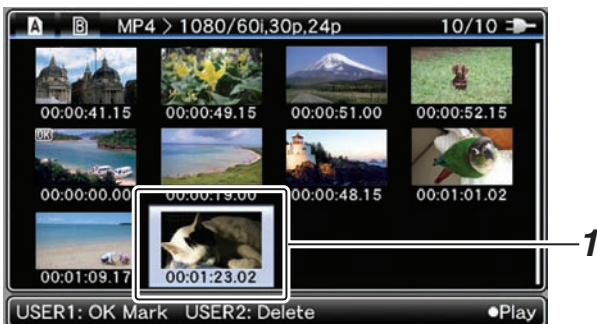 A B MP4 > 1080/60i,30p,24p 10/10
00:00:41.15 00:00:49.15 00:00:51.00 00:00:52.15
OK
00:00:00.00 00:00:19.00 00:00:48.15 00:01:01.02
00:01:09.17 00:01:23.02
1
USER1: OK Mark USER2: Delete ●Play